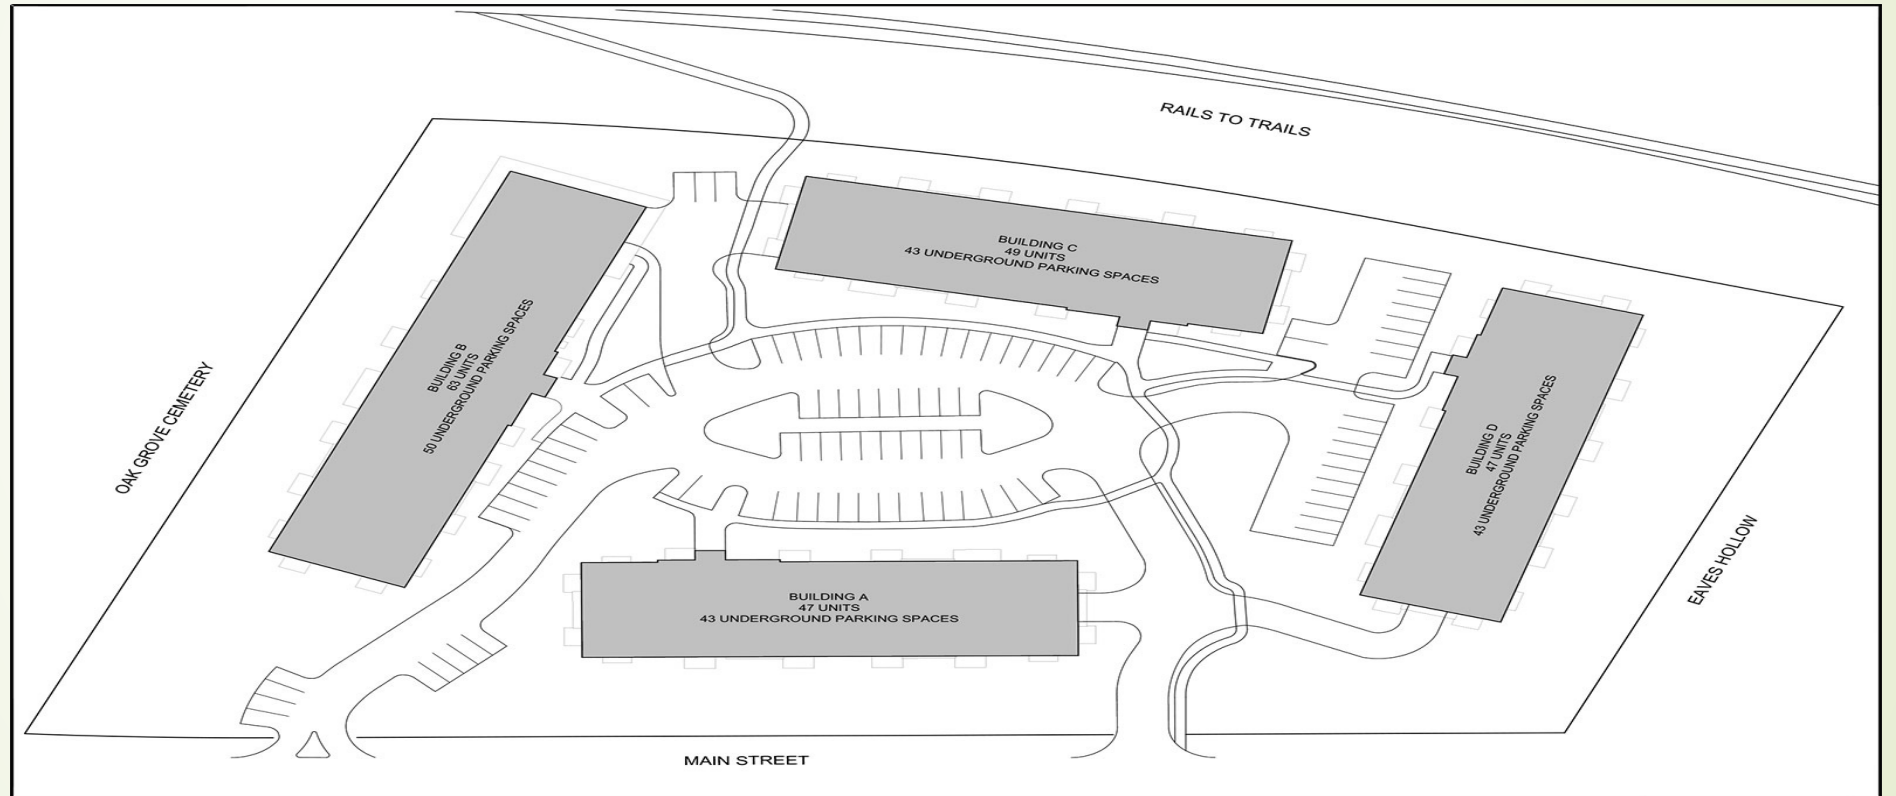 RAILS TO TRAILS
BUILDING C
49 UNITS
43 UNDERGROUND PARKING SPACES
BUILDING B
63 UNITS
50 UNDERGROUND PARKING SPACES
OAK GROVE CEMETERY
BUILDING D
47 UNITS
43 UNDERGROUND PARKING SPACES
EAVES HOLLOW
BUILDING A
47 UNITS
43 UNDERGROUND PARKING SPACES
MAIN STREET